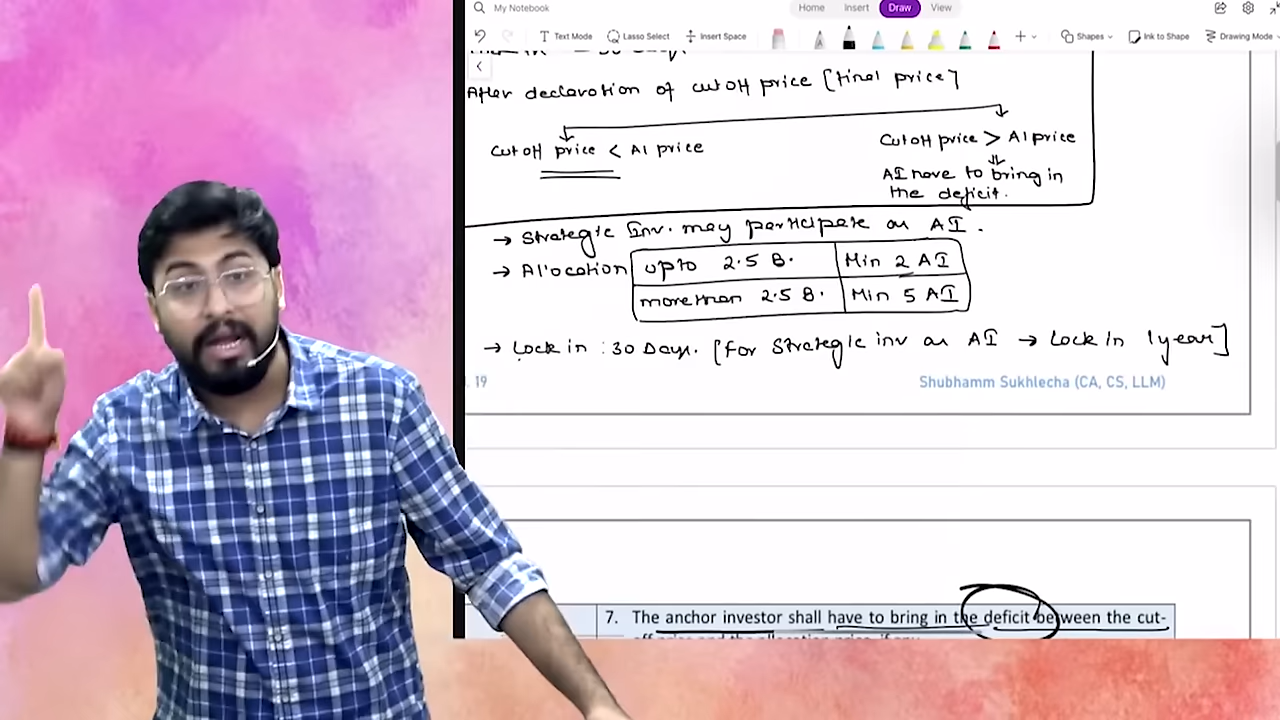 My Notebook
Home Insert Draw View
Text Mode Lasso Select Insert Space Shapes Ink to Shape Drawing Mode
After declaration of cutoff price [final price]
Cutoff price < AI price
Cutoff price > AI price
AI have to bring in
the deficit.
→ Strategic Inv. may participate as AI.
→ Allocation
upto 2.5 B. Min 2 AI
more than 2.5 B. Min 5 AI
→ Lock in : 30 Days. [for Strategic inv as AI → Lock in 1 year]
19 Shubhamm Sukhlecha (CA, CS, LLM)
7. The anchor investor shall have to bring in the deficit between the cut-